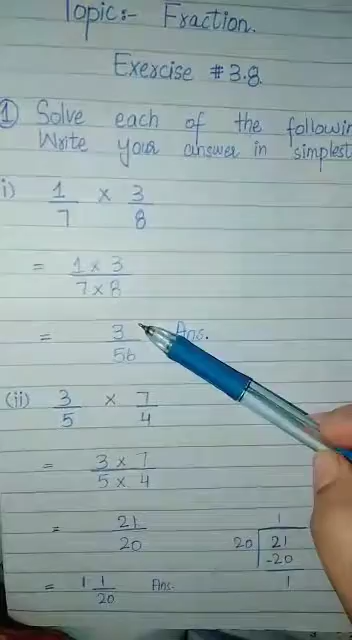 Topic:- Fraction.
Exercise # 3.8
① Solve each of the
Write your answer in simplest
i) 1/7 × 3/8
= 1 × 3 / 7 × 8
= 3/56 Ans.
(ii) 3/5 × 7/4
= 3 × 7 / 5 × 4
= 21/20
= 1 1/20 Ans.
1
20 21
-20
1